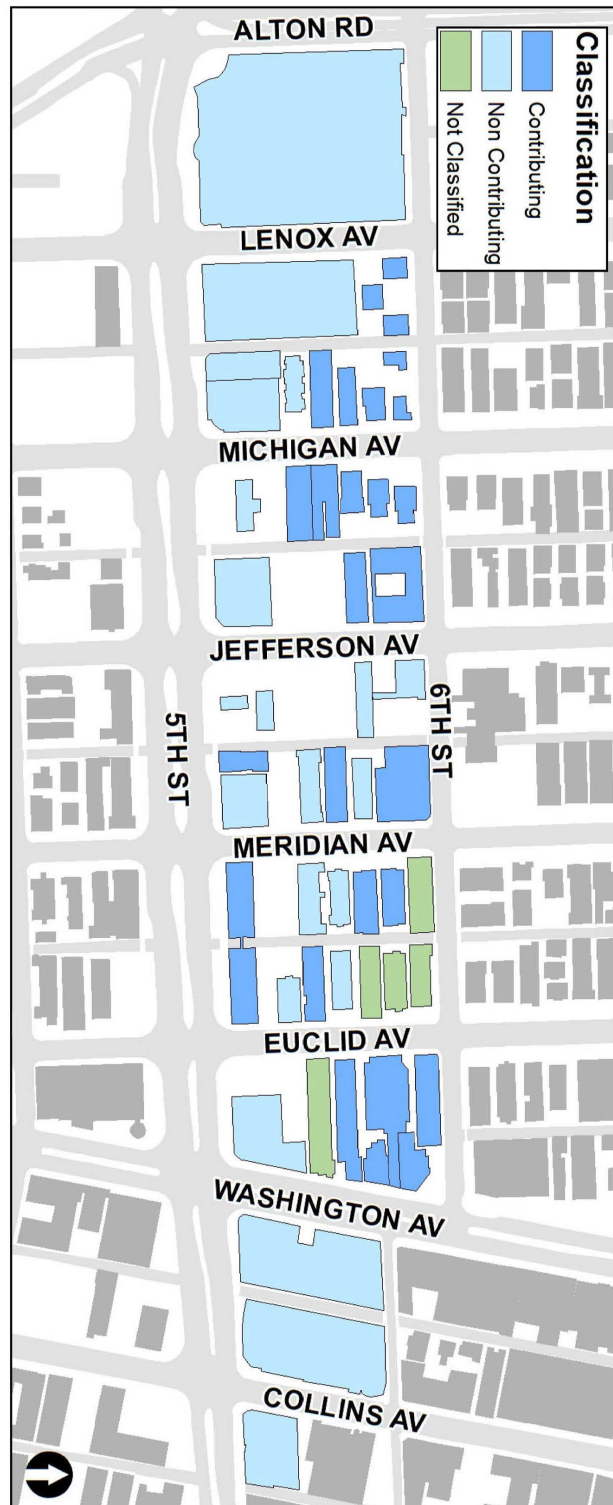 ALTON RD
Classification
Contributing
Non Contributing
Not Classified
LENOX AV
MICHIGAN AV
JEFFERSON AV
6TH ST
5TH ST
MERIDIAN AV
EUCLID AV
WASHINGTON AV
COLLINS AV